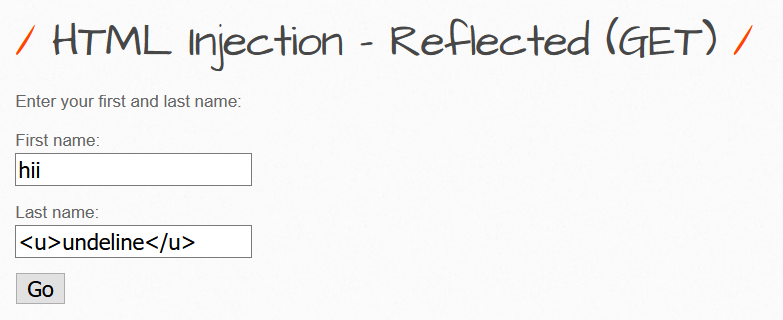 / HTML Injection - Reflected (GET) /
Enter your first and last name:
First name:
hii
Last name:
<u>undeline</u>
Go